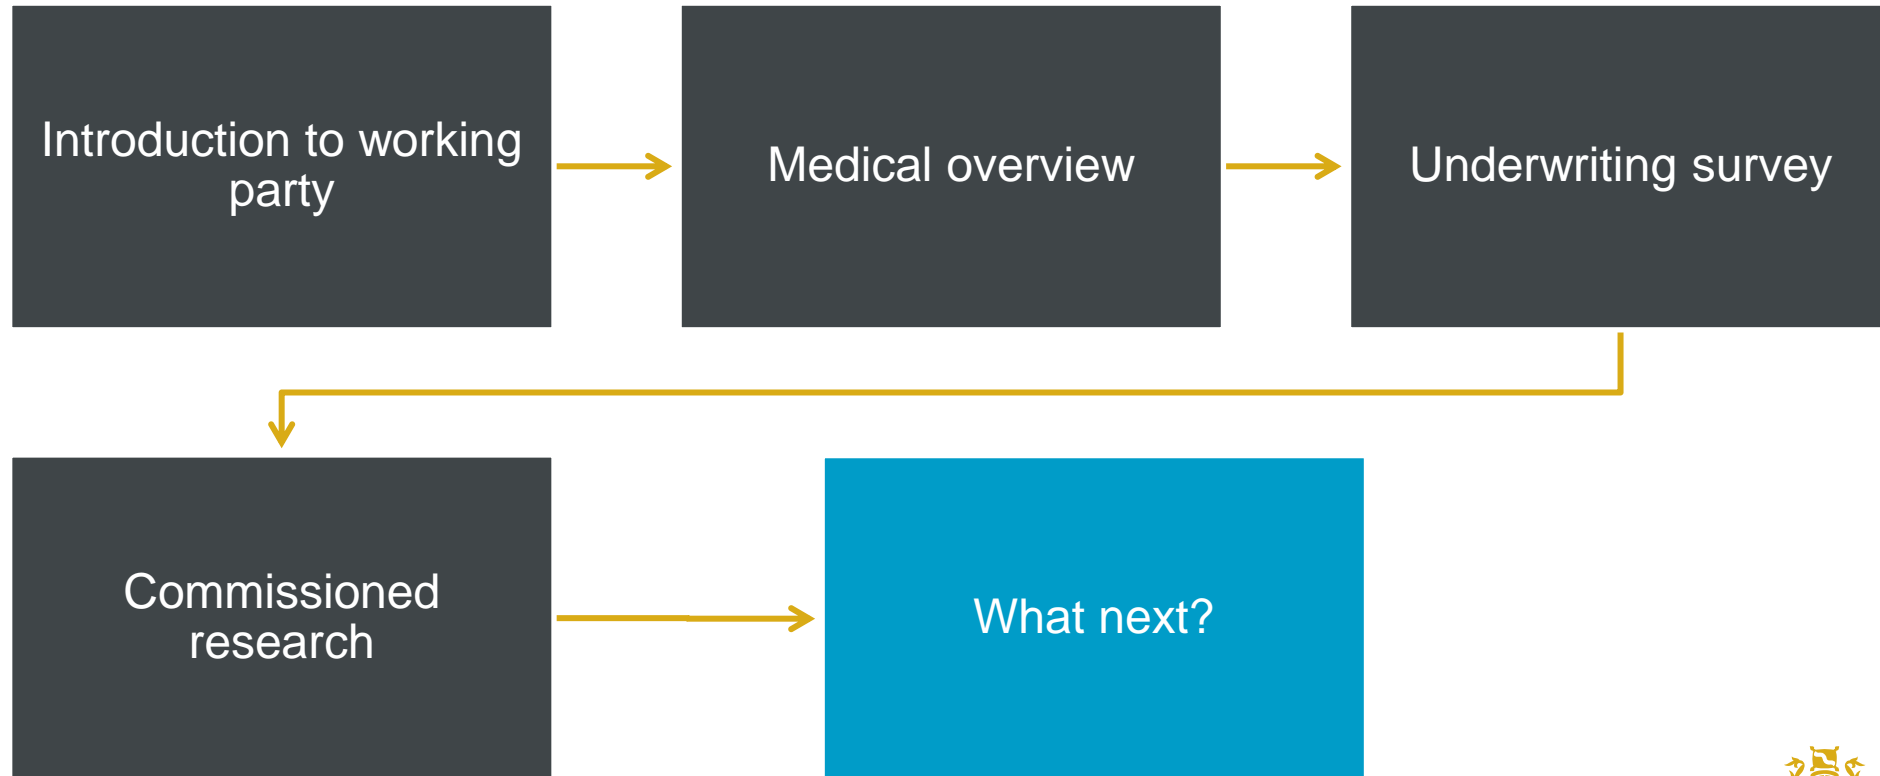 Introduction to working
party
Medical overview
Underwriting survey
Commissioned
research
What next?